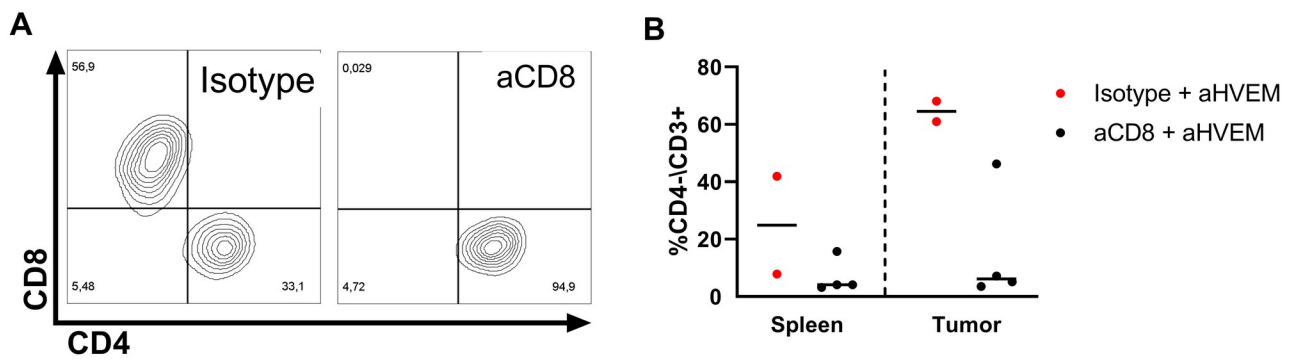 A
56,9
Isotype
5,48
33,1
0,029
aCD8
4,72
94,9
CD8
CD4
B
%CD4-\CD3+
80
60
40
20
0
Spleen
Tumor
Isotype + aHVEM
aCD8 + aHVEM